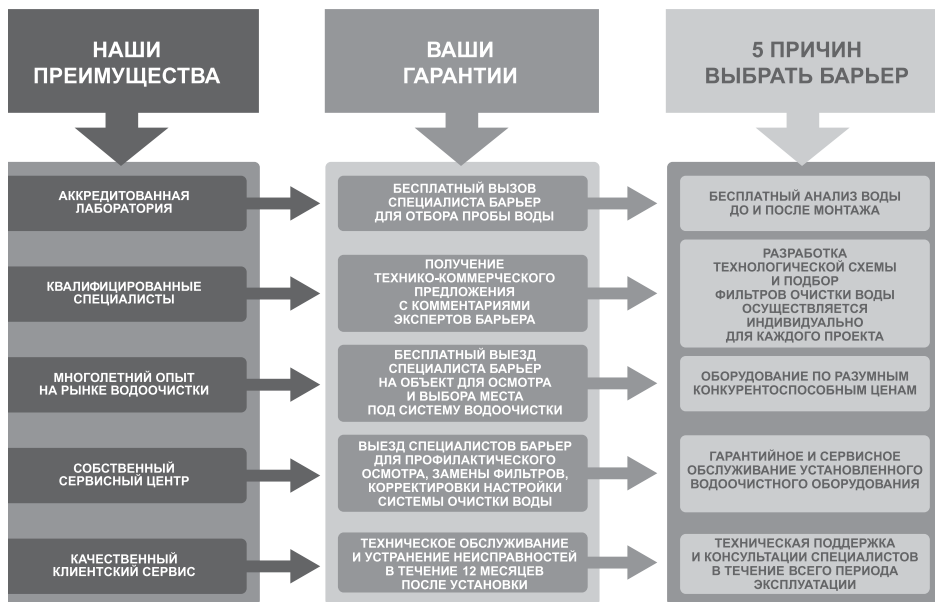 НАШИ
ПРЕИМУЩЕСТВА
ВАШИ
ГАРАНТИИ
5 ПРИЧИН
ВЫБРАТЬ БАРЬЕР
АККРЕДИТОВАННАЯ
ЛАБОРАТОРИЯ
БЕСПЛАТНЫЙ ВЫЗОВ
СПЕЦИАЛИСТА БАРЬЕР
ДЛЯ ОТБОРА ПРОБЫ ВОДЫ
БЕСПЛАТНЫЙ АНАЛИЗ ВОДЫ
ДО И ПОСЛЕ МОНТАЖА
КВАЛИФИЦИРОВАННЫЕ
СПЕЦИАЛИСТЫ
ПОЛУЧЕНИЕ
ТЕХНИКО-КОММЕРЧЕСКОГО
ПРЕДЛОЖЕНИЯ
С КОММЕНТАРИЯМИ
ЭКСПЕРТОВ БАРЬЕРА
РАЗРАБОТКА
ТЕХНОЛОГИЧЕСКОЙ СХЕМЫ
И ПОДБОР
ФИЛЬТРОВ ОЧИСТКИ ВОДЫ
ОСУЩЕСТВЛЯЕТСЯ
ИНДИВИДУАЛЬНО
ДЛЯ КАЖДОГО ПРОЕКТА
МНОГОЛЕТНИЙ ОПЫТ
НА РЫНКЕ ВОДООЧИСТКИ
БЕСПЛАТНЫЙ ВЫЕЗД
СПЕЦИАЛИСТА БАРЬЕР
НА ОБЪЕКТ ДЛЯ ОСМОТРА
И ВЫБОРА МЕСТА
ПОД СИСТЕМУ ВОДООЧИСТКИ
ОБОРУДОВАНИЕ ПО РАЗУМНЫМ
КОНКУРЕНТОСПОСОБНЫМ ЦЕНАМ
СОБСТВЕННЫЙ
СЕРВИСНЫЙ ЦЕНТР
ВЫЕЗД СПЕЦИАЛИСТОВ БАРЬЕР
ДЛЯ ПРОФИЛАКТИЧЕСКОГО
ОСМОТРА, ЗАМЕНЫ ФИЛЬТРОВ,
КОРРЕКТИРОВКИ НАСТРОЙКИ
СИСТЕМЫ ОЧИСТКИ ВОДЫ
ГАРАНТИЙНОЕ И СЕРВИСНОЕ
ОБСЛУЖИВАНИЕ УСТАНОВЛЕННОГО
ВОДООЧИСТНОГО ОБОРУДОВАНИЯ
КАЧЕСТВЕННЫЙ
КЛИЕНТСКИЙ СЕРВИС
ТЕХНИЧЕСКОЕ ОБСЛУЖИВАНИЕ
И УСТРАНЕНИЕ НЕИСПРАВНОСТЕЙ
В ТЕЧЕНИЕ 12 МЕСЯЦЕВ
ПОСЛЕ УСТАНОВКИ
ТЕХНИЧЕСКАЯ ПОДДЕРЖКА
И КОНСУЛЬТАЦИИ СПЕЦИАЛИСТОВ
В ТЕЧЕНИЕ ВСЕГО ПЕРИОДА
ЭКСПЛУАТАЦИИ